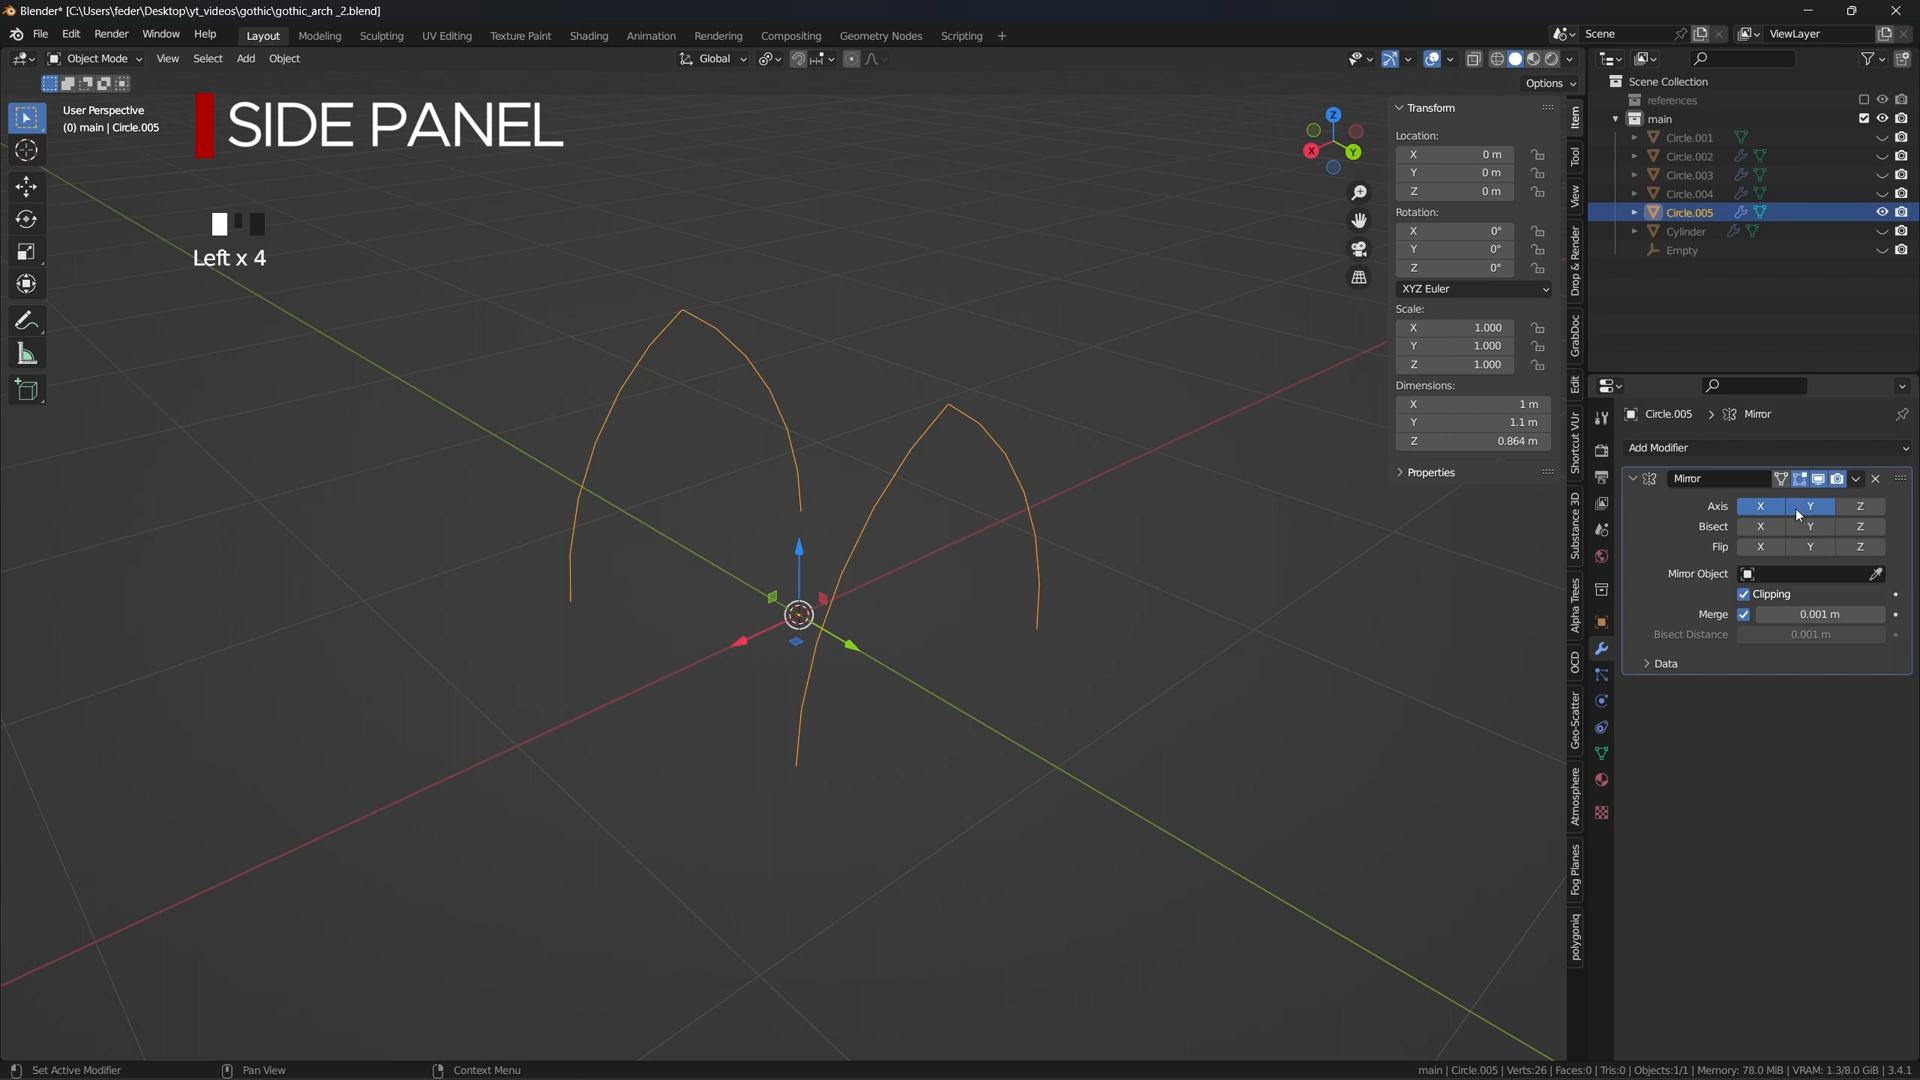 Blender* [C:\Users\feder\Desktop\yt_videos\gothic\gothic_arch _2.blend]
File Edit Render Window Help Layout Modeling Sculpting UV Editing Texture Paint Shading Animation Rendering Compositing Geometry Nodes Scripting + Scene ViewLayer
Object Mode View Select Add Object Global
Options
User Perspective
(0) main | Circle.005
SIDE PANEL
Left x 4
Z
X
Y
Transform
Location:
X 0 m
Y 0 m
Z 0 m
Rotation:
X 0°
Y 0°
Z 0°
XYZ Euler
Scale:
X 1.000
Y 1.000
Z 1.000
Dimensions:
X 1 m
Y 1.1 m
Z 0.864 m
Properties
Item
Tool
View
Drop & Render
GrabDoc
Edit
Shortcut VUr
Substance 3D
Alpha Trees
OCD
Geo-Scatter
Atmosphere
Fog Planes
polygoniq
Scene Collection
references
main
Circle.001
Circle.002
Circle.003
Circle.004
Circle.005
Cylinder
Empty
Circle.005 > Mirror
Add Modifier
Mirror
Axis X Y Z
Bisect X Y Z
Flip X Y Z
Mirror Object
Clipping
Merge 0.001 m
Bisect Distance 0.001 m
Data
Set Active Modifier Pan View Context Menu main | Circle.005 | Verts:26 | Faces:0 | Tris:0 | Objects:1/1 | Memory: 78.0 MiB | VRAM: 1.3/8.0 GiB | 3.4.1